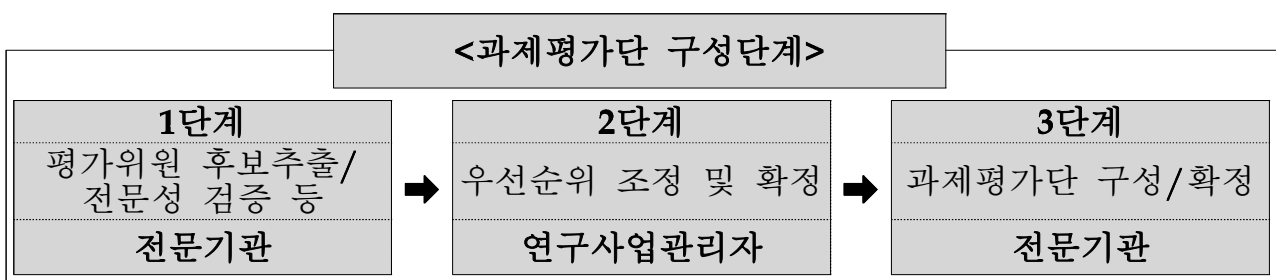 <과제평가단 구성단계>
1단계
평가위원 후보추출/
전문성 검증 등
전문기관
2단계
우선순위 조정 및 확정
연구사업관리자
3단계
과제평가단 구성/확정
전문기관